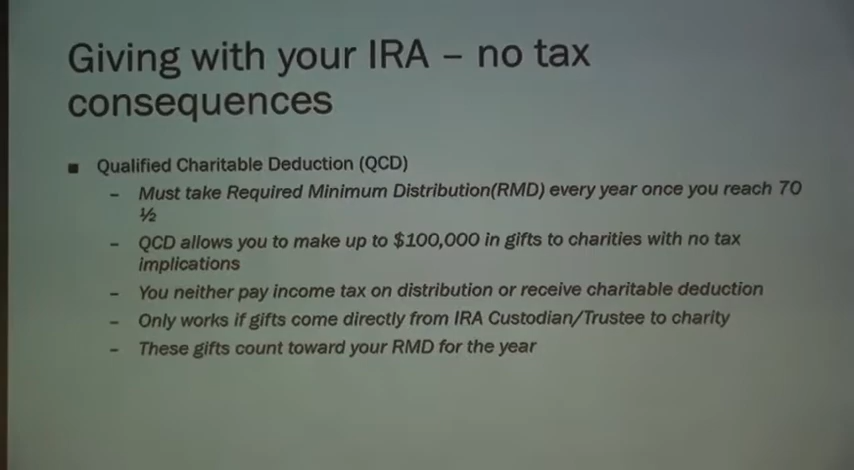 Giving with your IRA – no tax
consequences
■ Qualified Charitable Deduction (QCD)
– Must take Required Minimum Distribution(RMD) every year once you reach 70
½
– QCD allows you to make up to $100,000 in gifts to charities with no tax
implications
– You neither pay income tax on distribution or receive charitable deduction
– Only works if gifts come directly from IRA Custodian/Trustee to charity
– These gifts count toward your RMD for the year